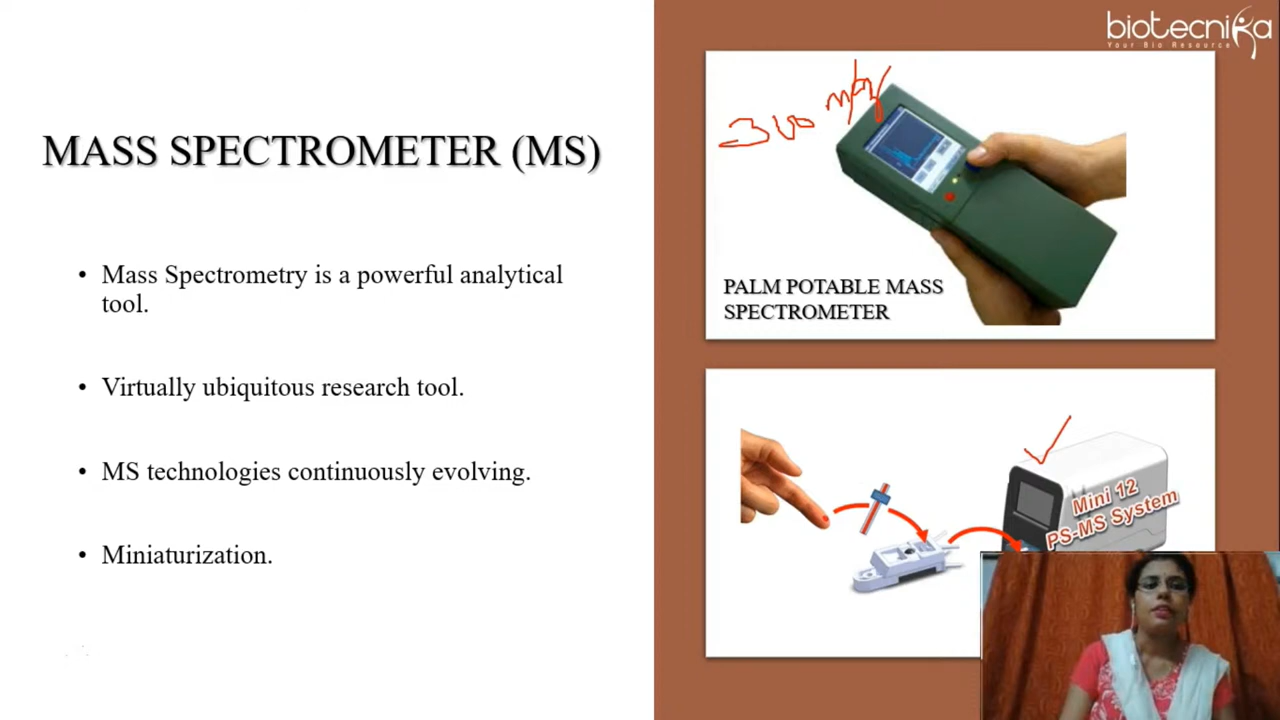 biotecnika
Your Bio Resource
MASS SPECTROMETER (MS)
• Mass Spectrometry is a powerful analytical
tool.
• Virtually ubiquitous research tool.
• MS technologies continuously evolving.
• Miniaturization.
300 m/z
PALM POTABLE MASS
SPECTROMETER
Mini 12
PS-MS System